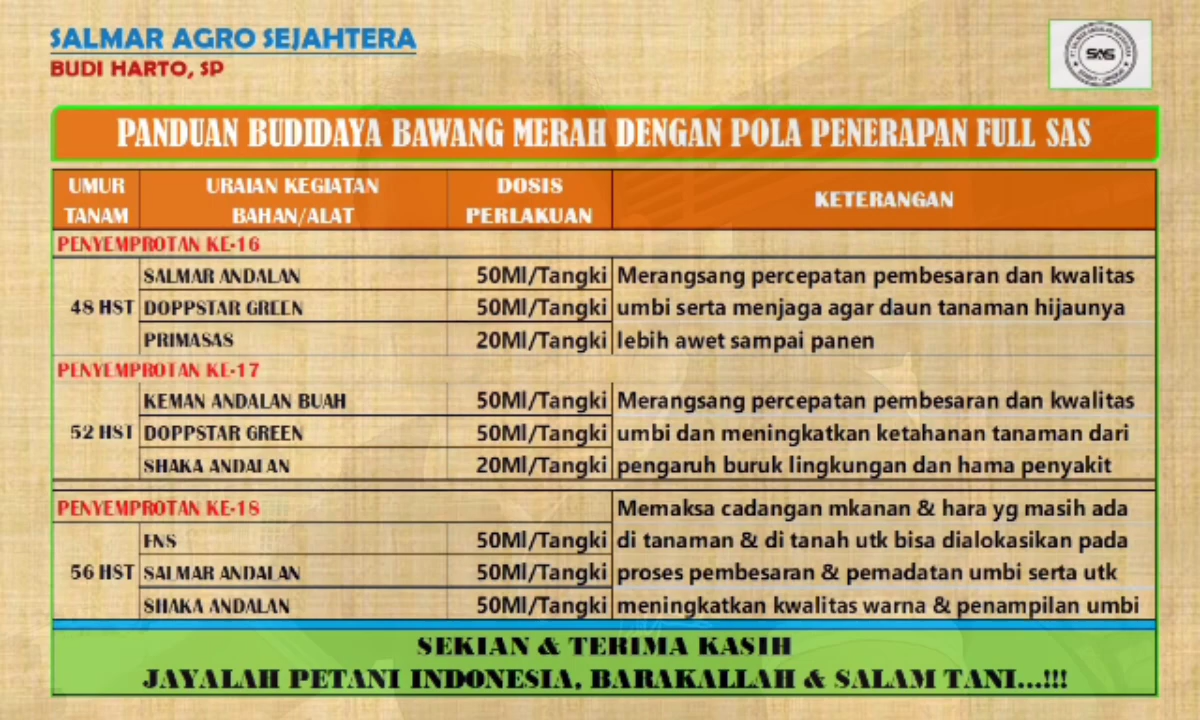 SALMAR AGRO SEJAHTERA
BUDI HARTO, SP
SAS
PANDUAN BUDIDAYA BAWANG MERAH DENGAN POLA PENERAPAN FULL SAS
UMUR TANAM URAIAN KEGIATAN BAHAN/ALAT DOSIS PERLAKUAN KETERANGAN
PENYEMPROTAN KE-16
SALMAR ANDALAN 50Ml/Tangki Merangsang percepatan pembesaran dan kwalitas
48 HST DOPPSTAR GREEN 50Ml/Tangki umbi serta menjaga agar daun tanaman hijaunya
PRIMASAS 20Ml/Tangki lebih awet sampai panen
PENYEMPROTAN KE-17
KEMAN ANDALAN BUAH 50Ml/Tangki Merangsang percepatan pembesaran dan kwalitas
52 HST DOPPSTAR GREEN 50Ml/Tangki umbi dan meningkatkan ketahanan tanaman dari
SHAKA ANDALAN 20Ml/Tangki pengaruh buruk lingkungan dan hama penyakit
PENYEMPROTAN KE-18 Memaksa cadangan mkanan & hara yg masih ada
FNS 50Ml/Tangki di tanaman & di tanah utk bisa dialokasikan pada
56 HST SALMAR ANDALAN 50Ml/Tangki proses pembesaran & pemadatan umbi serta utk
SHAKA ANDALAN 50Ml/Tangki meningkatkan kwalitas warna & penampilan umbi
SEKIAN & TERIMA KASIH
JAYALAH PETANI INDONESIA, BARAKALLAH & SALAM TANI...!!!